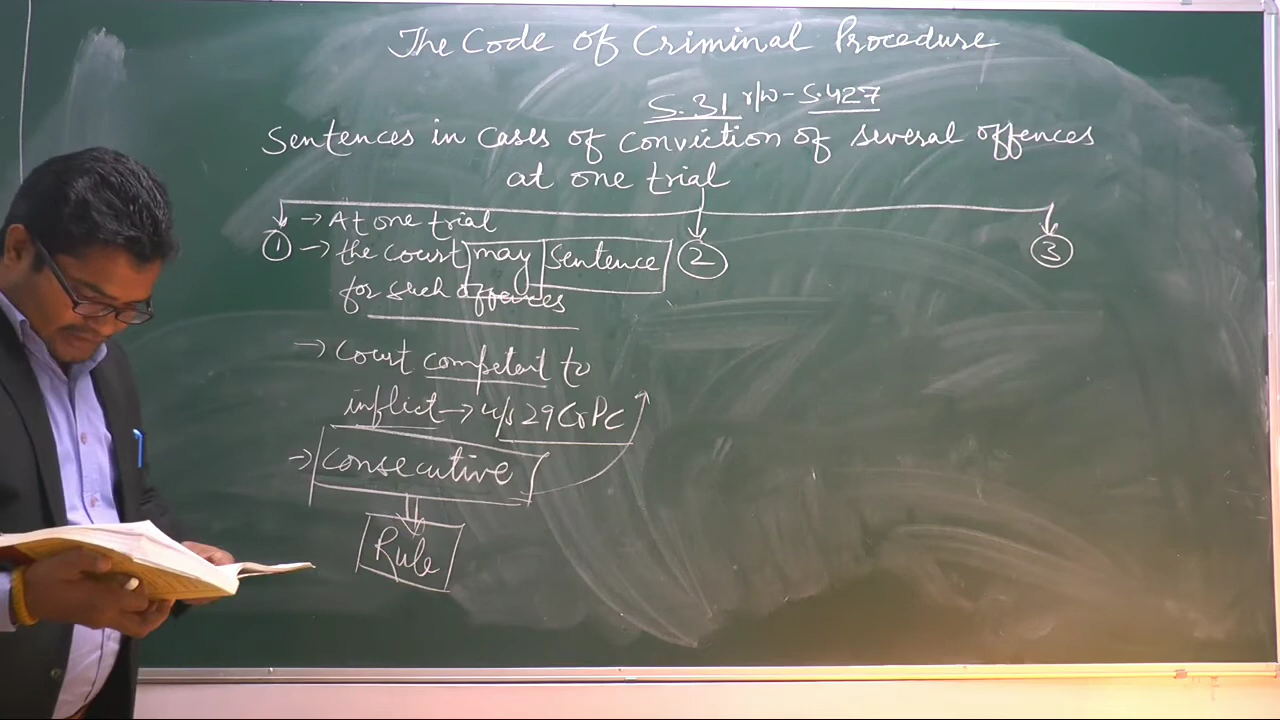 The Code of Criminal Procedure
S.31 r/w - S.427
Sentences in cases of conviction of several offences
at one trial
→ At one trial
① → the court may sentence
for such offences
→ Court competent to
inflict → u/s 29 CrPC
→ Consecutive
Rule
②
③